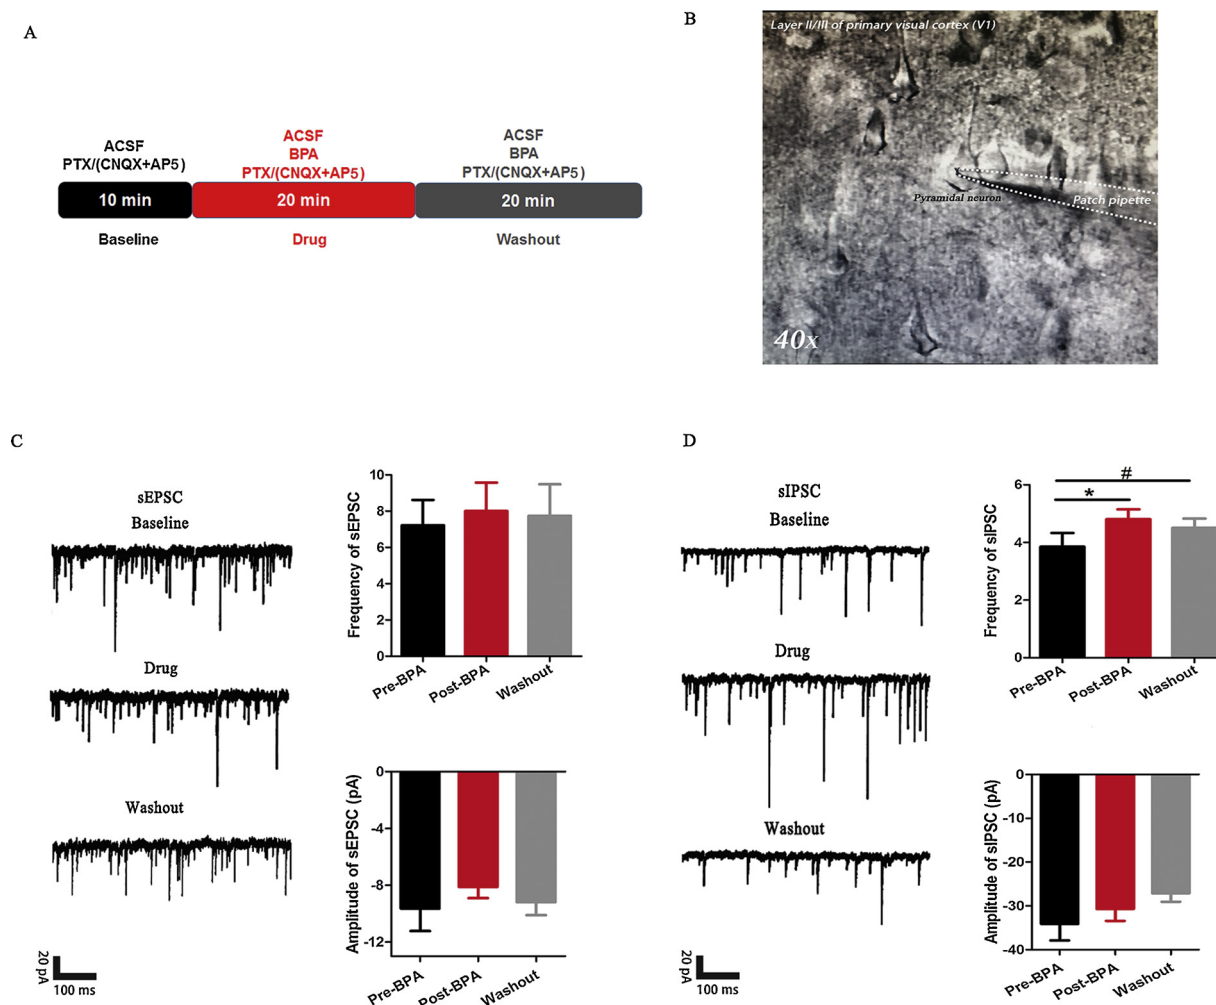 A
ACSF
PTX/(CNQX+AP5)
ACSF
BPA
PTX/(CNQX+AP5)
ACSF
BPA
PTX/(CNQX+AP5)
10 min
20 min
20 min
Baseline
Drug
Washout
B
Layer II/III of primary visual cortex (V1)
Pyramidal neuron
Patch pipette
40X
C
sEPSC
Baseline
Drug
Washout
20 pA
100 ms
Frequency of sEPSC
10
8
6
4
2
0
Pre-BPA
Post-BPA
Washout
Amplitude of sEPSC (pA)
0
-4
-8
-12
Pre-BPA
Post-BPA
Washout
D
sIPSC
Baseline
Drug
Washout
20 pA
100 ms
Frequency of sIPSC
6
4
2
0
#
*
Pre-BPA
Post-BPA
Washout
Amplitude of sIPSC (pA)
0
-10
-20
-30
-40
Pre-BPA
Post-BPA
Washout